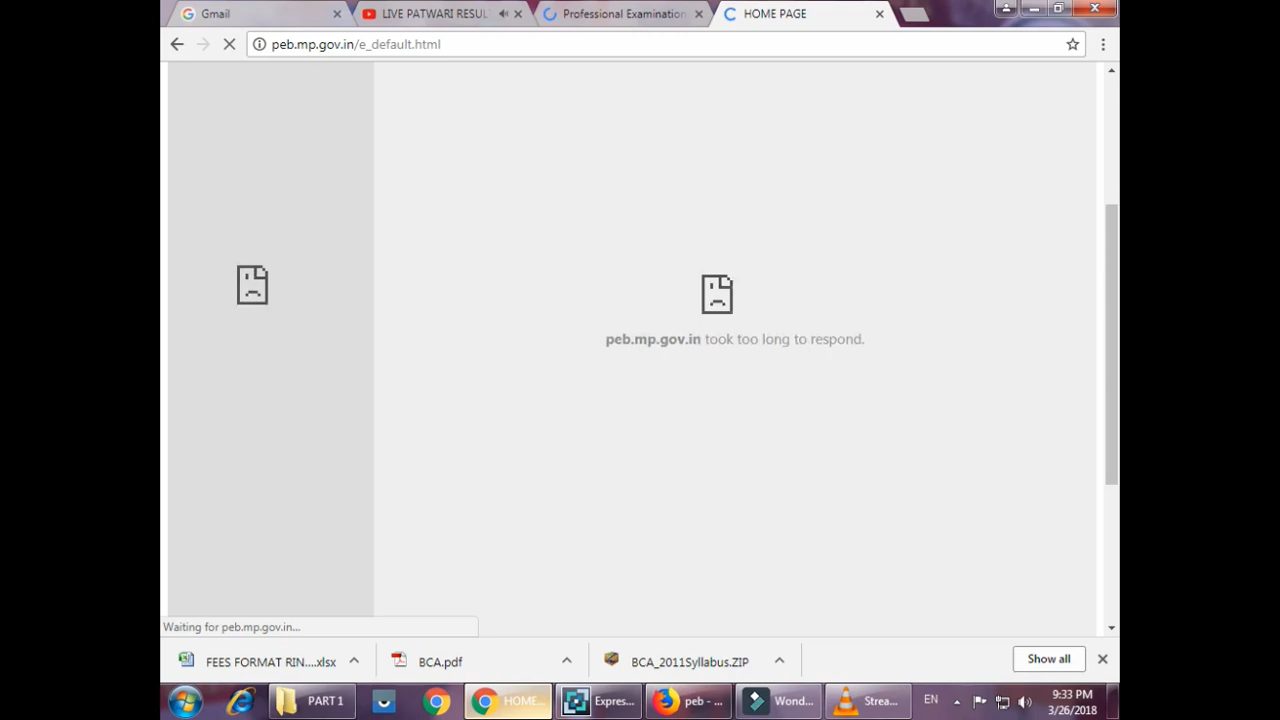 Gmail
LIVE PATWARI RESUL
Professional Examination
HOME PAGE
peb.mp.gov.in/e_default.html
peb.mp.gov.in took too long to respond.
Waiting for peb.mp.gov.in...
FEES FORMAT RIN....xlsx
BCA.pdf
BCA_2011Syllabus.ZIP
Show all
PART 1
HOME...
Expres...
peb - ...
Wond...
Strea...
EN
9:33 PM
3/26/2018